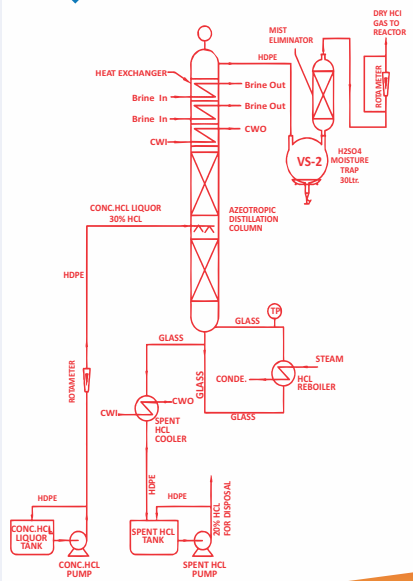 DRY HCl
GAS TO
REACTOR
MIST
ELIMINATOR
HDPE
HEAT EXCHANGER
Brine Out
Brine In
Brine Out
Brine In
CWO
CWI
ROTAMETER
VS-2
H2SO4
MOISTURE
TRAP
30Ltr.
CONC.HCL LIQUOR
30% HCL
AZEOTROPIC
DISTILLATION
COLUMN
HDPE
TP
GLASS
GLASS
STEAM
GLASS
CONDE.
HCL
REBOILER
ROTAMETER
CWO
CWI
SPENT
HCL
COOLER
GLASS
HDPE
HDPE
HDPE
20% HCL
FOR DISPOSAL
CONC.HCL
LIQUOR
TANK
SPENT HCL
TANK
CONC.HCL
PUMP
SPENT HCL
PUMP